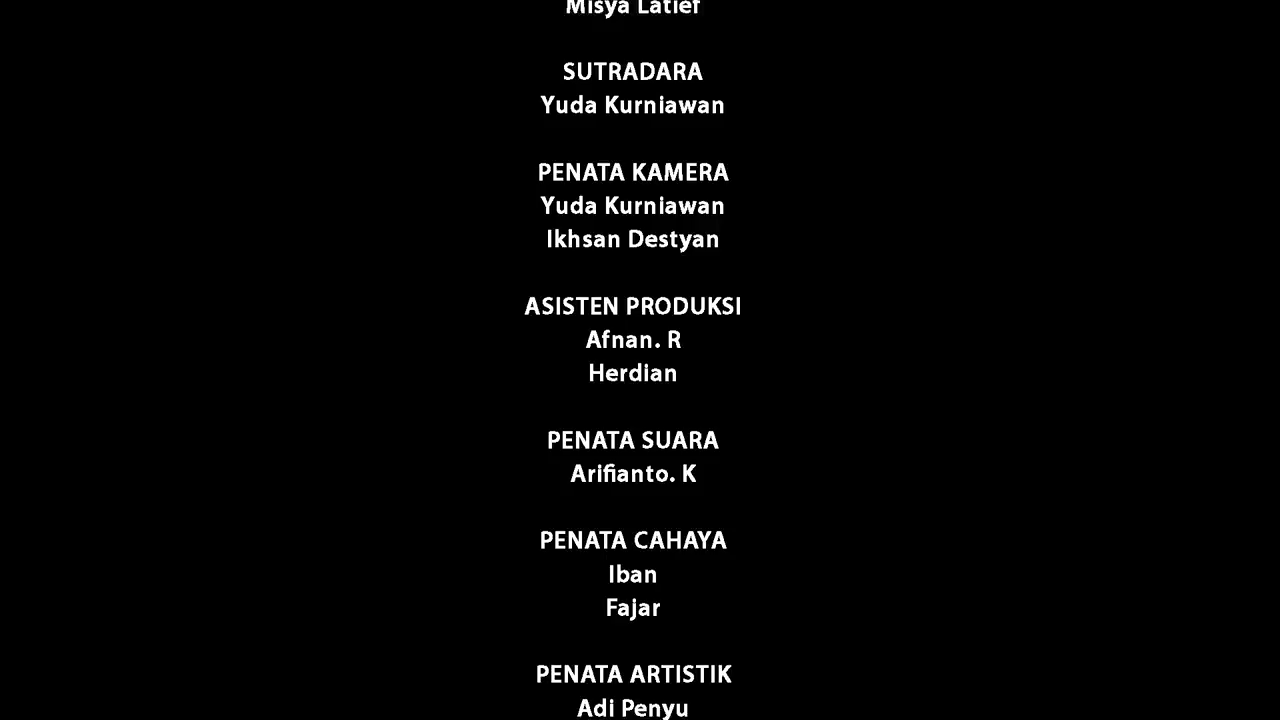 Misya Latief
SUTRADARA
Yuda Kurniawan
PENATA KAMERA
Yuda Kurniawan
Ikhsan Destyan
ASISTEN PRODUKSI
Afnan. R
Herdian
PENATA SUARA
Arifianto. K
PENATA CAHAYA
Iban
Fajar
PENATA ARTISTIK
Adi Penyu